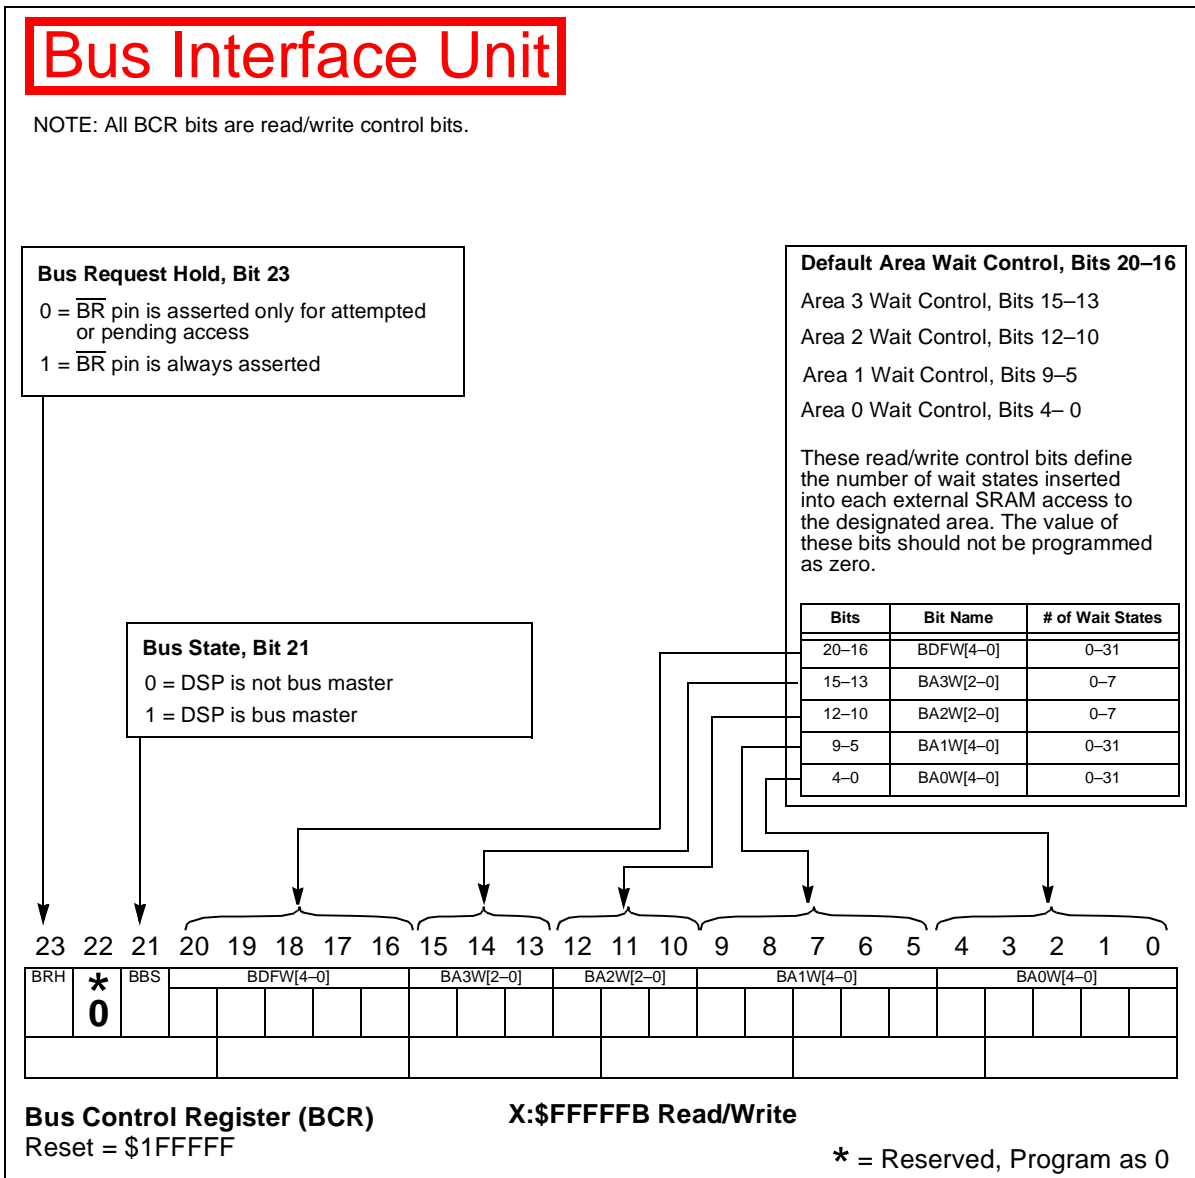 Bus Interface Unit
NOTE: All BCR bits are read/write control bits.
Bus Request Hold, Bit 23
0 = BR pin is asserted only for attempted
or pending access
1 = BR pin is always asserted
Default Area Wait Control, Bits 20–16
Area 3 Wait Control, Bits 15–13
Area 2 Wait Control, Bits 12–10
Area 1 Wait Control, Bits 9–5
Area 0 Wait Control, Bits 4– 0
These read/write control bits define
the number of wait states inserted
into each external SRAM access to
the designated area. The value of
these bits should not be programmed
as zero.
Bits Bit Name # of Wait States
20–16 BDFW[4–0] 0–31
15–13 BA3W[2–0] 0–7
12–10 BA2W[2–0] 0–7
9–5 BA1W[4–0] 0–31
4–0 BA0W[4–0] 0–31
Bus State, Bit 21
0 = DSP is not bus master
1 = DSP is bus master
23 22 21 20 19 18 17 16 15 14 13 12 11 10 9 8 7 6 5 4 3 2 1 0
BRH * BBS BDFW[4–0] BA3W[2–0] BA2W[2–0] BA1W[4–0] BA0W[4–0]
0
Bus Control Register (BCR) X:$FFFFFB Read/Write
Reset = $1FFFFF
* = Reserved, Program as 0